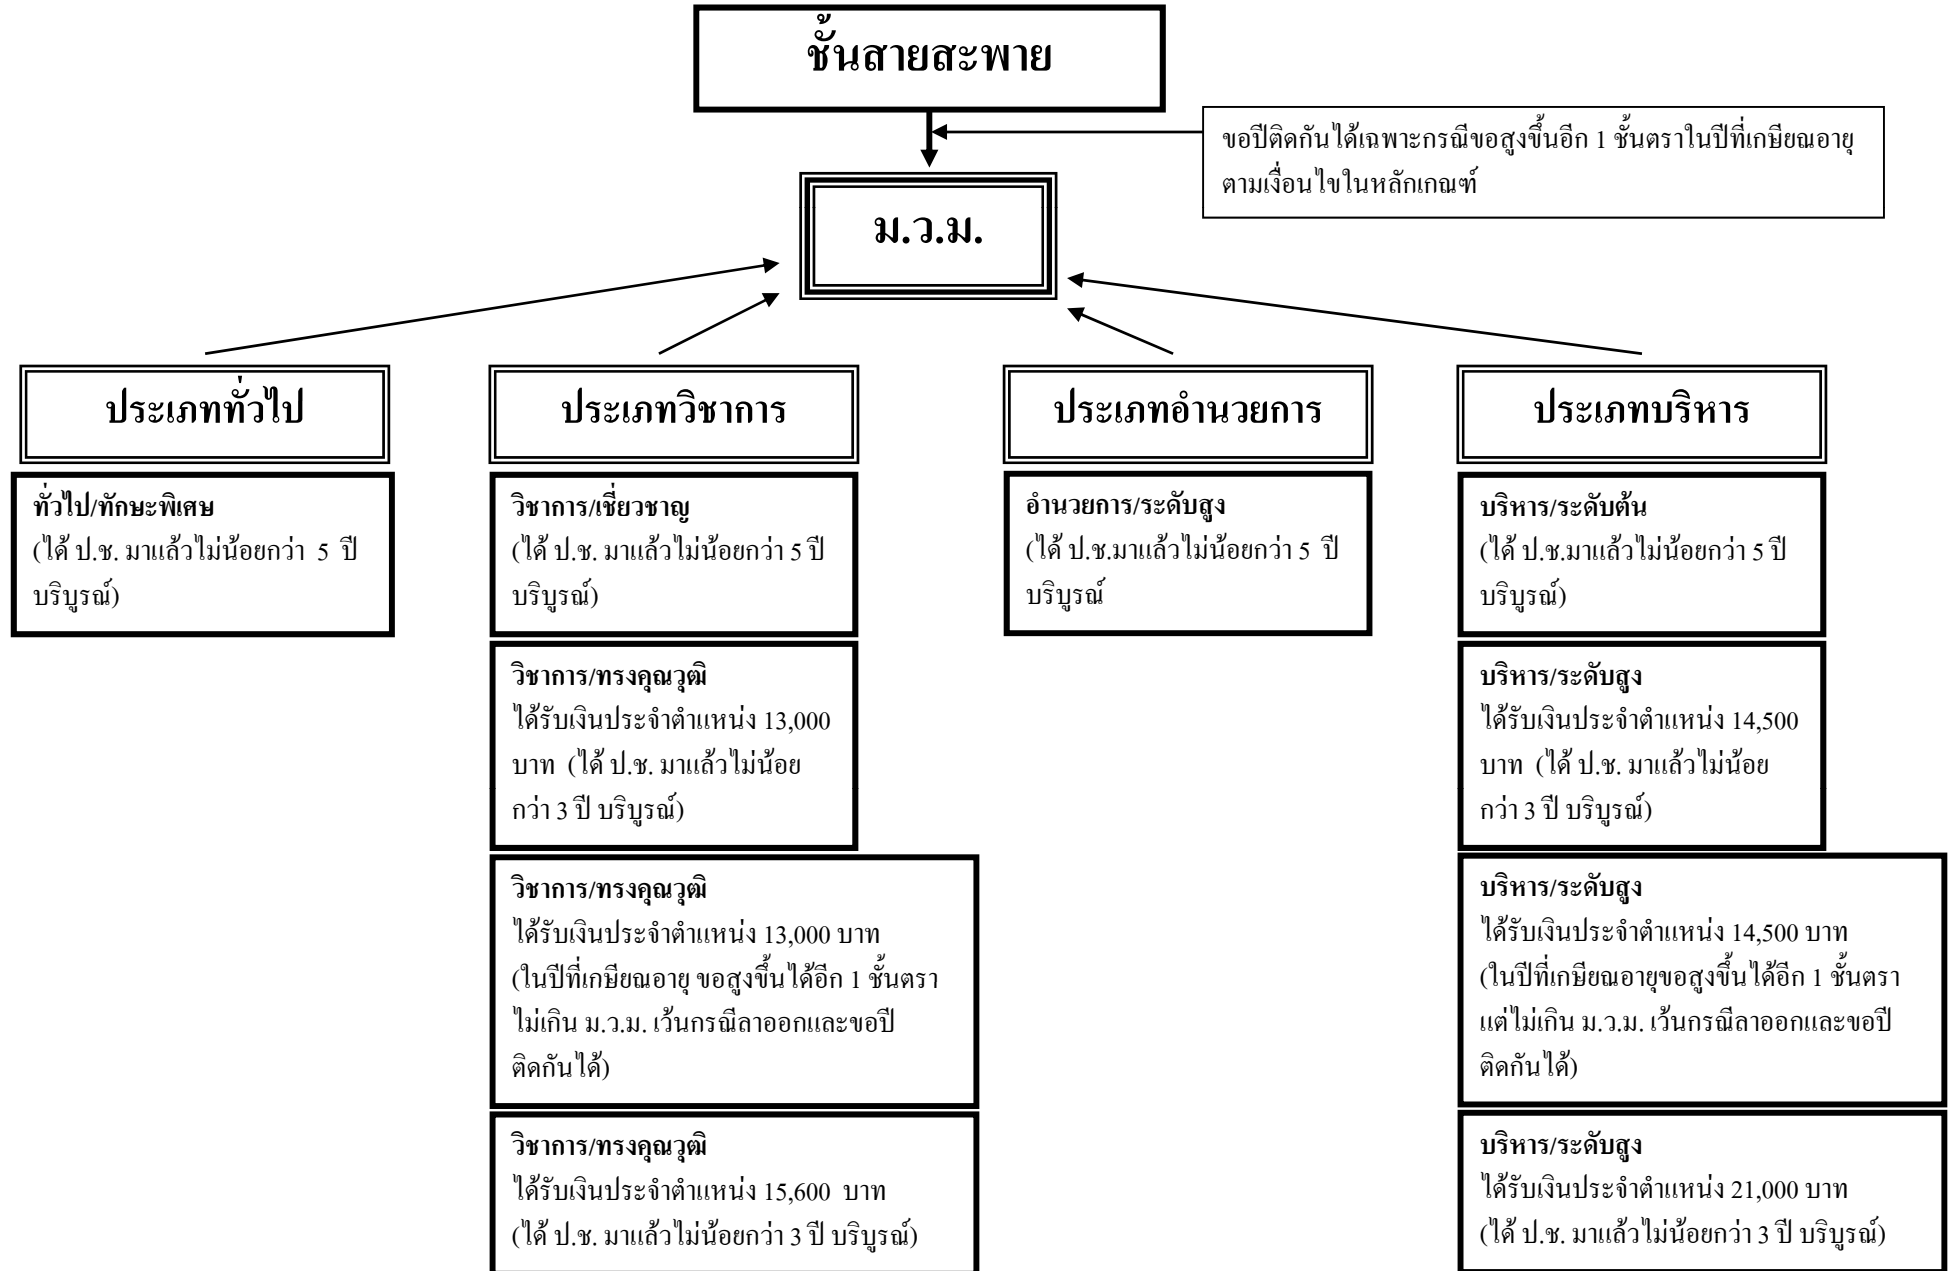 ชั้นสายสะพาย
ขอปีติดกันได้เฉพาะกรณีขอสูงขึ้นอีก 1 ชั้นตราในปีที่เกษียณอายุ
ตามเงื่อนไขในหลักเกณฑ์
ม.ว.ม.
ประเภททั่วไป
ทั่วไป/ทักษะพิเศษ
(ได้ ป.ช. มาแล้วไม่น้อยกว่า 5 ปี
บริบูรณ์)
ประเภทวิชาการ
วิชาการ/เชี่ยวชาญ
(ได้ ป.ช. มาแล้วไม่น้อยกว่า 5 ปี
บริบูรณ์)
วิชาการ/ทรงคุณวุฒิ
ได้รับเงินประจำตำแหน่ง 13,000
บาท (ได้ ป.ช. มาแล้วไม่น้อย
กว่า 3 ปี บริบูรณ์)
วิชาการ/ทรงคุณวุฒิ
ได้รับเงินประจำตำแหน่ง 13,000 บาท
(ในปีที่เกษียณอายุ ขอสูงขึ้นได้อีก 1 ชั้นตรา
ไม่เกิน ม.ว.ม. เว้นกรณีลาออกและขอปี
ติดกันได้)
วิชาการ/ทรงคุณวุฒิ
ได้รับเงินประจำตำแหน่ง 15,600 บาท
(ได้ ป.ช. มาแล้วไม่น้อยกว่า 3 ปี บริบูรณ์)
ประเภทอำนวยการ
อำนวยการ/ระดับสูง
(ได้ ป.ช.มาแล้วไม่น้อยกว่า 5 ปี
บริบูรณ์
ประเภทบริหาร
บริหาร/ระดับต้น
(ได้ ป.ช.มาแล้วไม่น้อยกว่า 5 ปี
บริบูรณ์)
บริหาร/ระดับสูง
ได้รับเงินประจำตำแหน่ง 14,500
บาท (ได้ ป.ช. มาแล้วไม่น้อย
กว่า 3 ปี บริบูรณ์)
บริหาร/ระดับสูง
ได้รับเงินประจำตำแหน่ง 14,500 บาท
(ในปีที่เกษียณอายุขอสูงขึ้นได้อีก 1 ชั้นตรา
แต่ไม่เกิน ม.ว.ม. เว้นกรณีลาออกและขอปี
ติดกันได้)
บริหาร/ระดับสูง
ได้รับเงินประจำตำแหน่ง 21,000 บาท
(ได้ ป.ช. มาแล้วไม่น้อยกว่า 3 ปี บริบูรณ์)